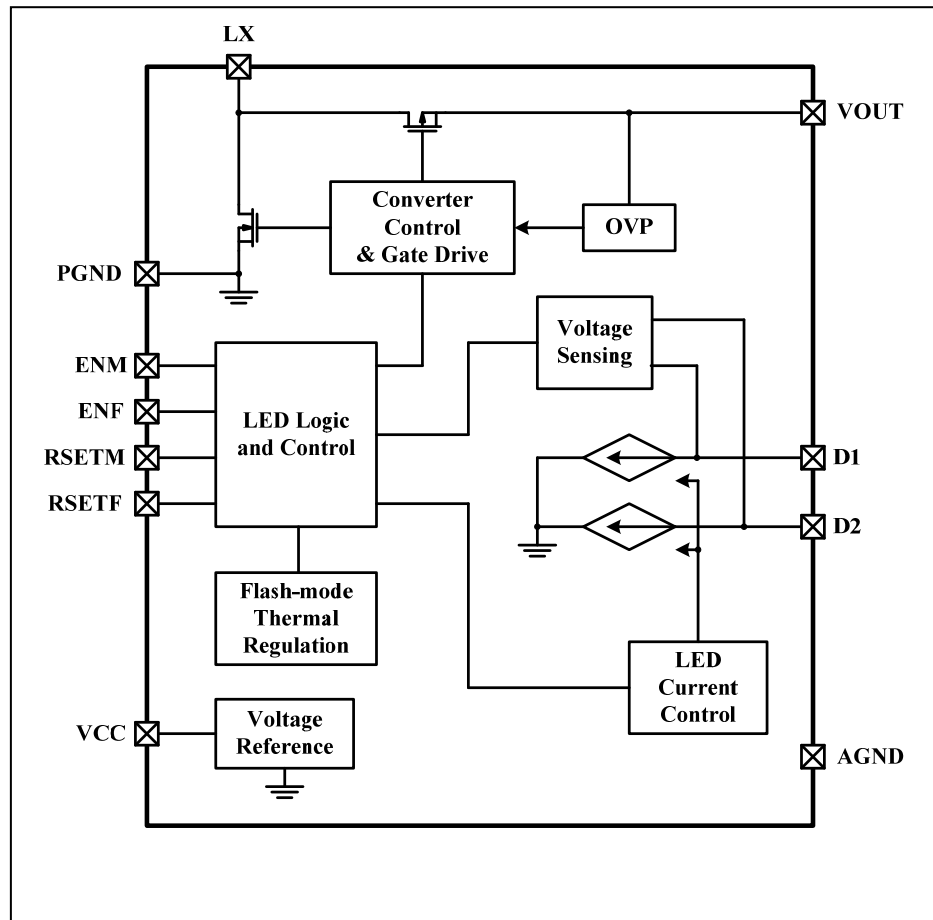 LX
VOUT
Converter
Control
& Gate Drive
OVP
PGND
Voltage
Sensing
ENM
ENF
LED Logic
and Control
RSETM
RSETF
D1
D2
Flash-mode
Thermal
Regulation
LED
Current
Control
VCC
Voltage
Reference
AGND